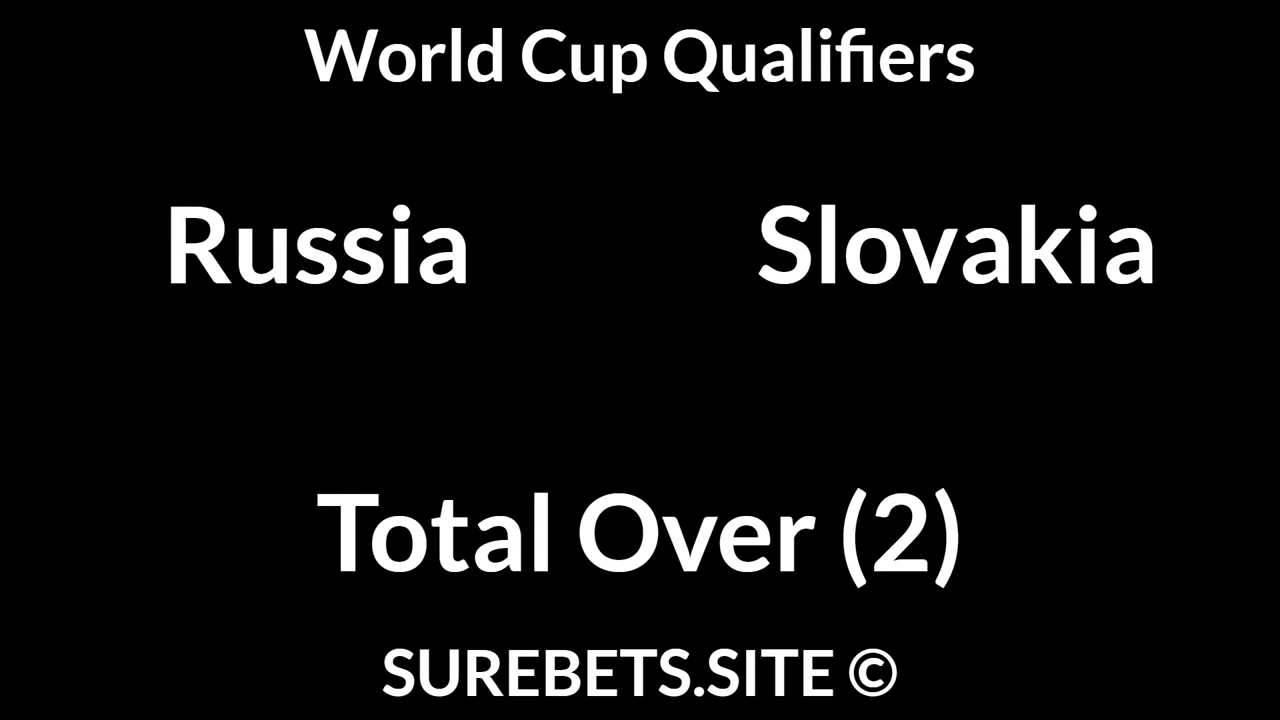 World Cup Qualifiers
Russia Slovakia
Total Over (2)
SUREBETS.SITE ©